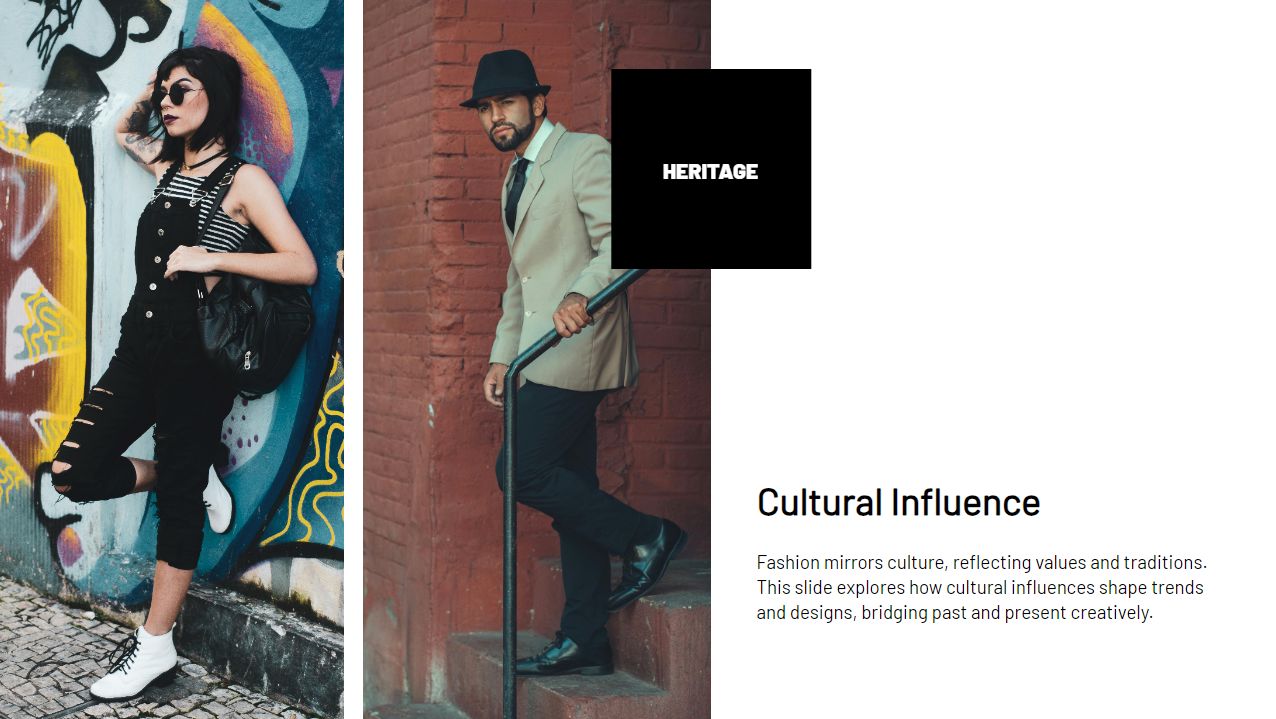 HERITAGE
Cultural Influence
Fashion mirrors culture, reflecting values and traditions.
This slide explores how cultural influences shape trends
and designs, bridging past and present creatively.